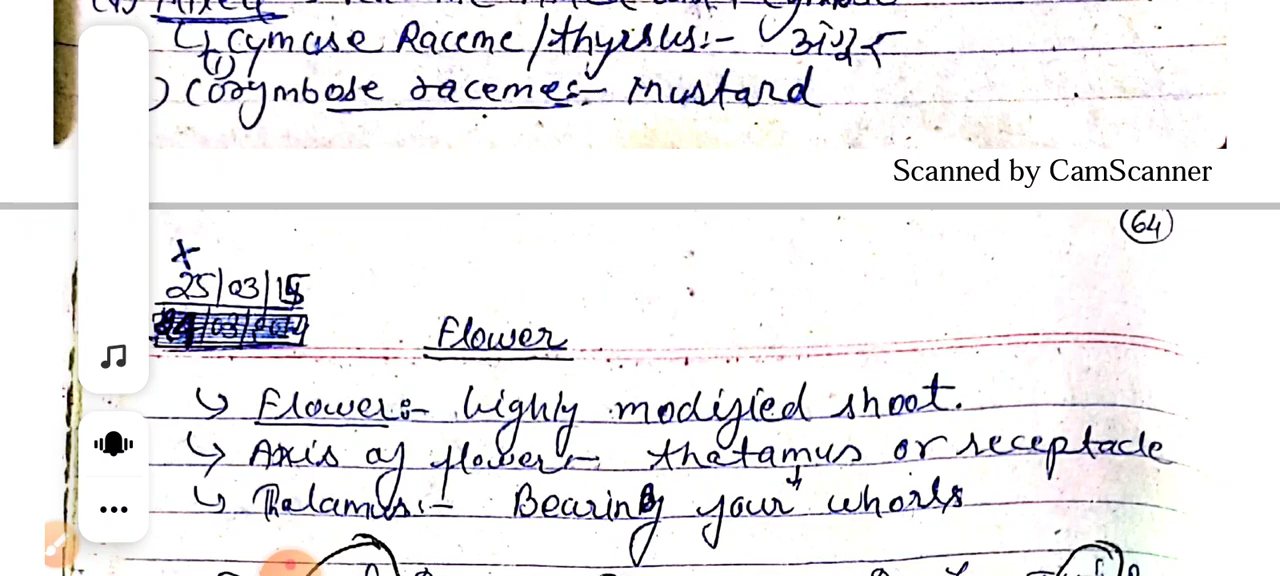 ↳ Cymose Raceme/thyrsus:- अंगूर
(1)
) Corymbose racemes:- Mustard
Scanned by CamScanner
64
25/03/15
Flower
↳ Flower:- highly modified shoot.
↳ Axis of flower:- thalamus or receptacle
↳ Thalamus:- Bearing four whorls